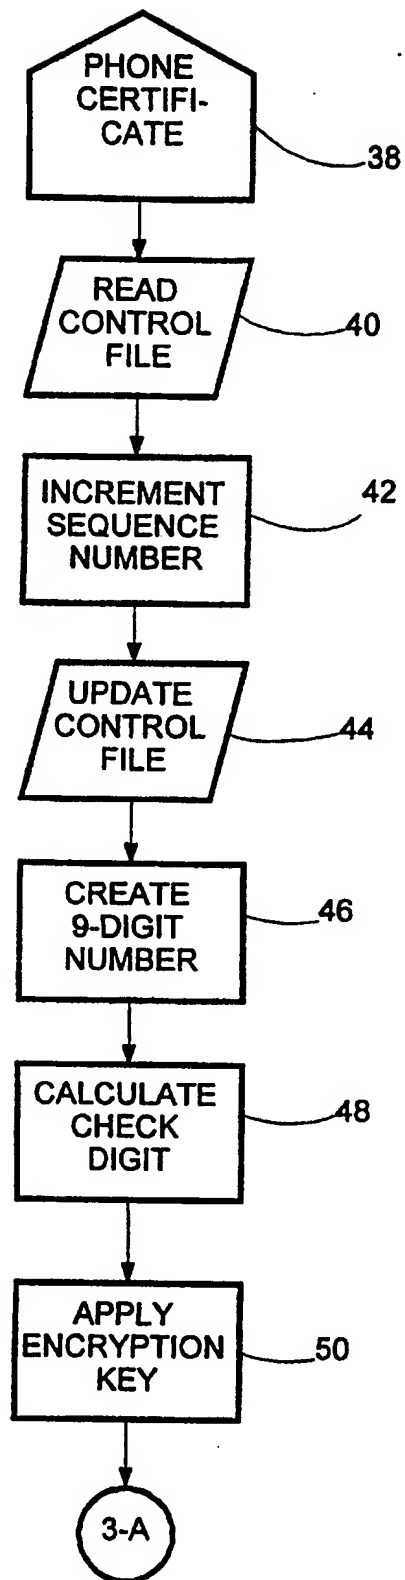 PHONE
CERTIFI-
CATE
38
READ
CONTROL
FILE
40
INCREMENT
SEQUENCE
NUMBER
42
UPDATE
CONTROL
FILE
44
CREATE
9-DIGIT
NUMBER
46
CALCULATE
CHECK
DIGIT
48
APPLY
ENCRYPTION
KEY
50
3-A